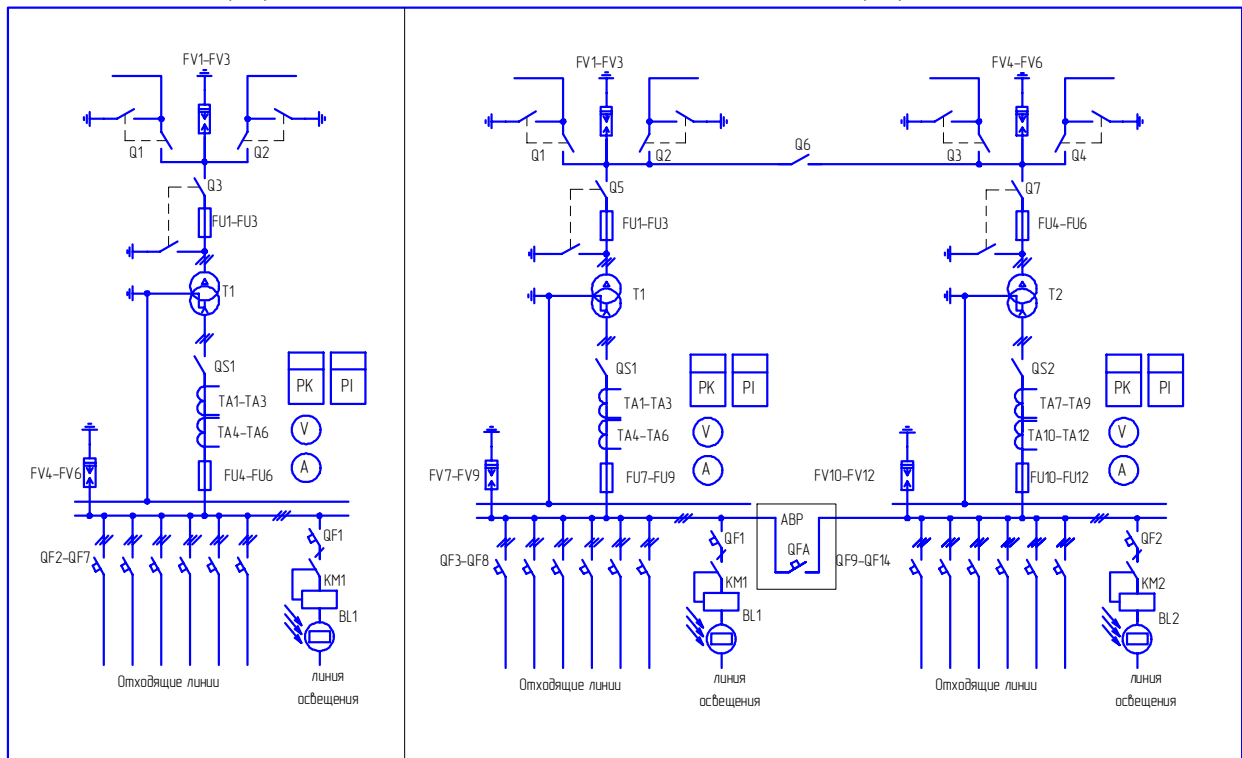 FV1-FV3
Q1
Q2
Q3
FU1-FU3
T1
QS1
TA1-TA3
TA4-TA6
FU4-FU6
PK
PI
V
A
FV4-FV6
QF2-QF7
QF1
KM1
BL1
Отходящие линии
линия
освещения
FV1-FV3
FV4-FV6
Q1
Q2
Q6
Q3
Q4
Q5
Q7
FU1-FU3
FU4-FU6
T1
T2
QS1
QS2
TA1-TA3
TA4-TA6
FU7-FU9
PK
PI
V
A
TA7-TA9
TA10-TA12
FU10-FU12
PK
PI
V
A
FV7-FV9
FV10-FV12
АВР
QFA
QF3-QF8
QF1
KM1
BL1
QF9-QF14
QF2
KM2
BL2
Отходящие линии
линия
освещения
Отходящие линии
линия
освещения